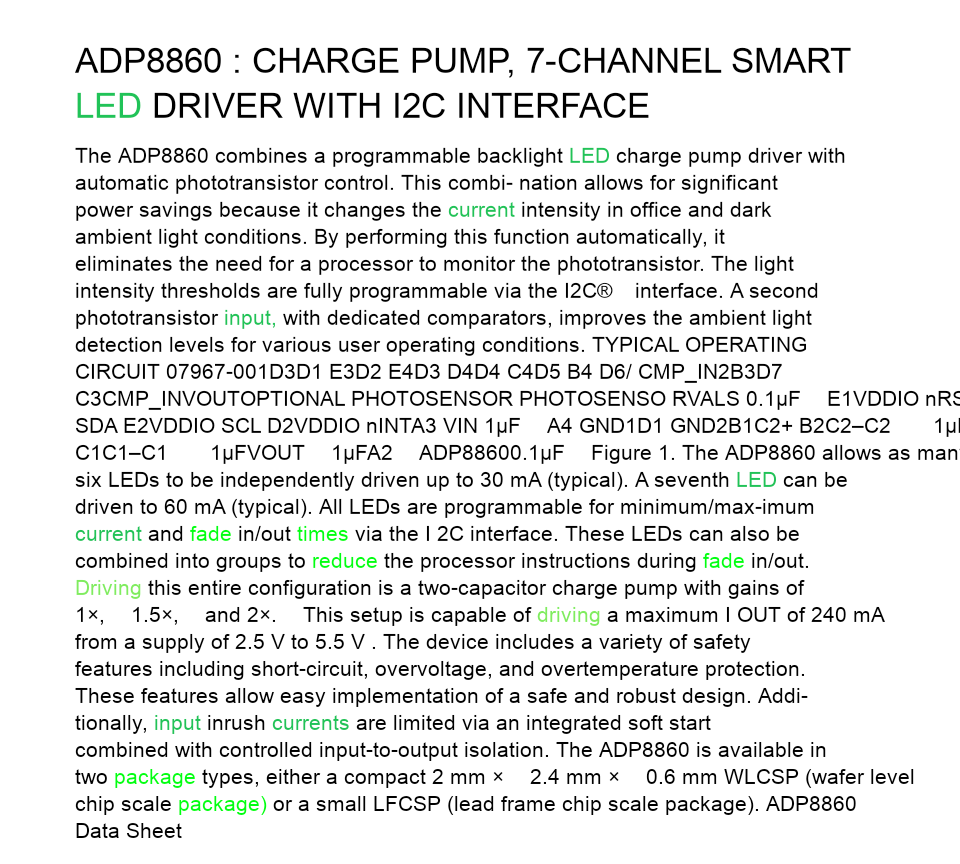 ADP8860 : CHARGE PUMP, 7-CHANNEL SMART
LED DRIVER WITH I2C INTERFACE
The ADP8860 combines a programmable backlight LED charge pump driver with
automatic phototransistor control. This combi- nation allows for significant
power savings because it changes the current intensity in office and dark
ambient light conditions. By performing this function automatically, it
eliminates the need for a processor to monitor the phototransistor. The light
intensity thresholds are fully programmable via the I2C® interface. A second
phototransistor input, with dedicated comparators, improves the ambient light
detection levels for various user operating conditions. TYPICAL OPERATING
CIRCUIT 07967-001D3D1 E3D2 E4D3 D4D4 C4D5 B4 D6/ CMP_IN2B3D7
C3CMP_INVOUTOPTIONAL PHOTOSENSOR PHOTOSENSO RVALS 0.1μF E1VDDIO nRS
SDA E2VDDIO SCL D2VDDIO nINTA3 VIN 1μF A4 GND1D1 GND2B1C2+ B2C2–C2 1μ
C1C1–C1 1μFVOUT 1μFA2 ADP88600.1μF Figure 1. The ADP8860 allows as man
six LEDs to be independently driven up to 30 mA (typical). A seventh LED can be
driven to 60 mA (typical). All LEDs are programmable for minimum/max-imum
current and fade in/out times via the I 2C interface. These LEDs can also be
combined into groups to reduce the processor instructions during fade in/out.
Driving this entire configuration is a two-capacitor charge pump with gains of
1×, 1.5×, and 2×. This setup is capable of driving a maximum I OUT of 240 mA
from a supply of 2.5 V to 5.5 V . The device includes a variety of safety
features including short-circuit, overvoltage, and overtemperature protection.
These features allow easy implementation of a safe and robust design. Addi-
tionally, input inrush currents are limited via an integrated soft start
combined with controlled input-to-output isolation. The ADP8860 is available in
two package types, either a compact 2 mm × 2.4 mm × 0.6 mm WLCSP (wafer level
chip scale package) or a small LFCSP (lead frame chip scale package). ADP8860
Data Sheet